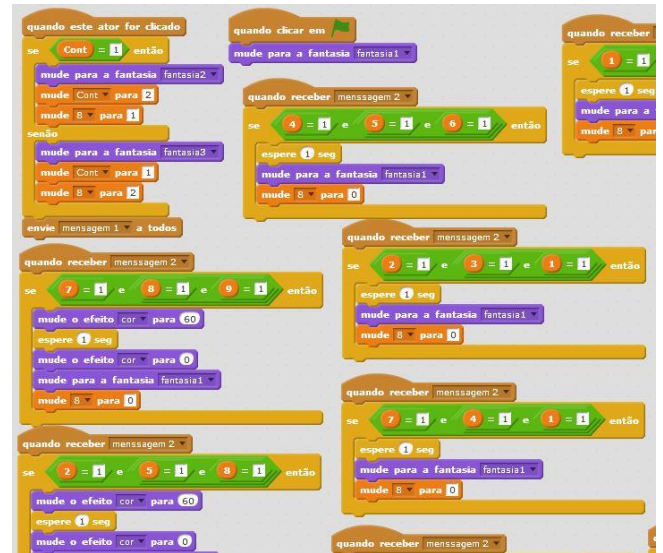 quando este ator for clicado
se Cont = 1 então
mude para a fantasia fantasia2
mude Cont para 2
mude 8 para 1
senão
mude para a fantasia fantasia3
mude Cont para 1
mude 8 para 2
envie mensagem 1 a todos
quando clicar em
mude para a fantasia fantasia1
quando receber menssagem 2
se 4 = 1 e 5 = 1 e 6 = 1 então
espere 1 seg
mude para a fantasia fantasia1
mude 8 para 0
quando receber
se 1 = 1
espere 1 seg
mude para a
mude 8
quando receber menssagem 2
se 7 = 1 e 8 = 1 e 9 = 1 então
mude o efeito cor para 60
espere 1 seg
mude o efeito cor para 0
mude para a fantasia fantasia1
mude 8 para 0
quando receber menssagem 2
se 2 = 1 e 3 = 1 e 1 = 1 então
espere 1 seg
mude para a fantasia fantasia1
mude 8 para 0
quando receber menssagem 2
se 7 = 1 e 4 = 1 e 1 = 1 então
espere 1 seg
mude para a fantasia fantasia1
mude 8 para 0
quando receber menssagem 2
se 2 = 1 e 5 = 1 e 8 = 1 então
mude o efeito cor para 60
espere 1 seg
mude o efeito cor para 0
quando receber menssagem 2